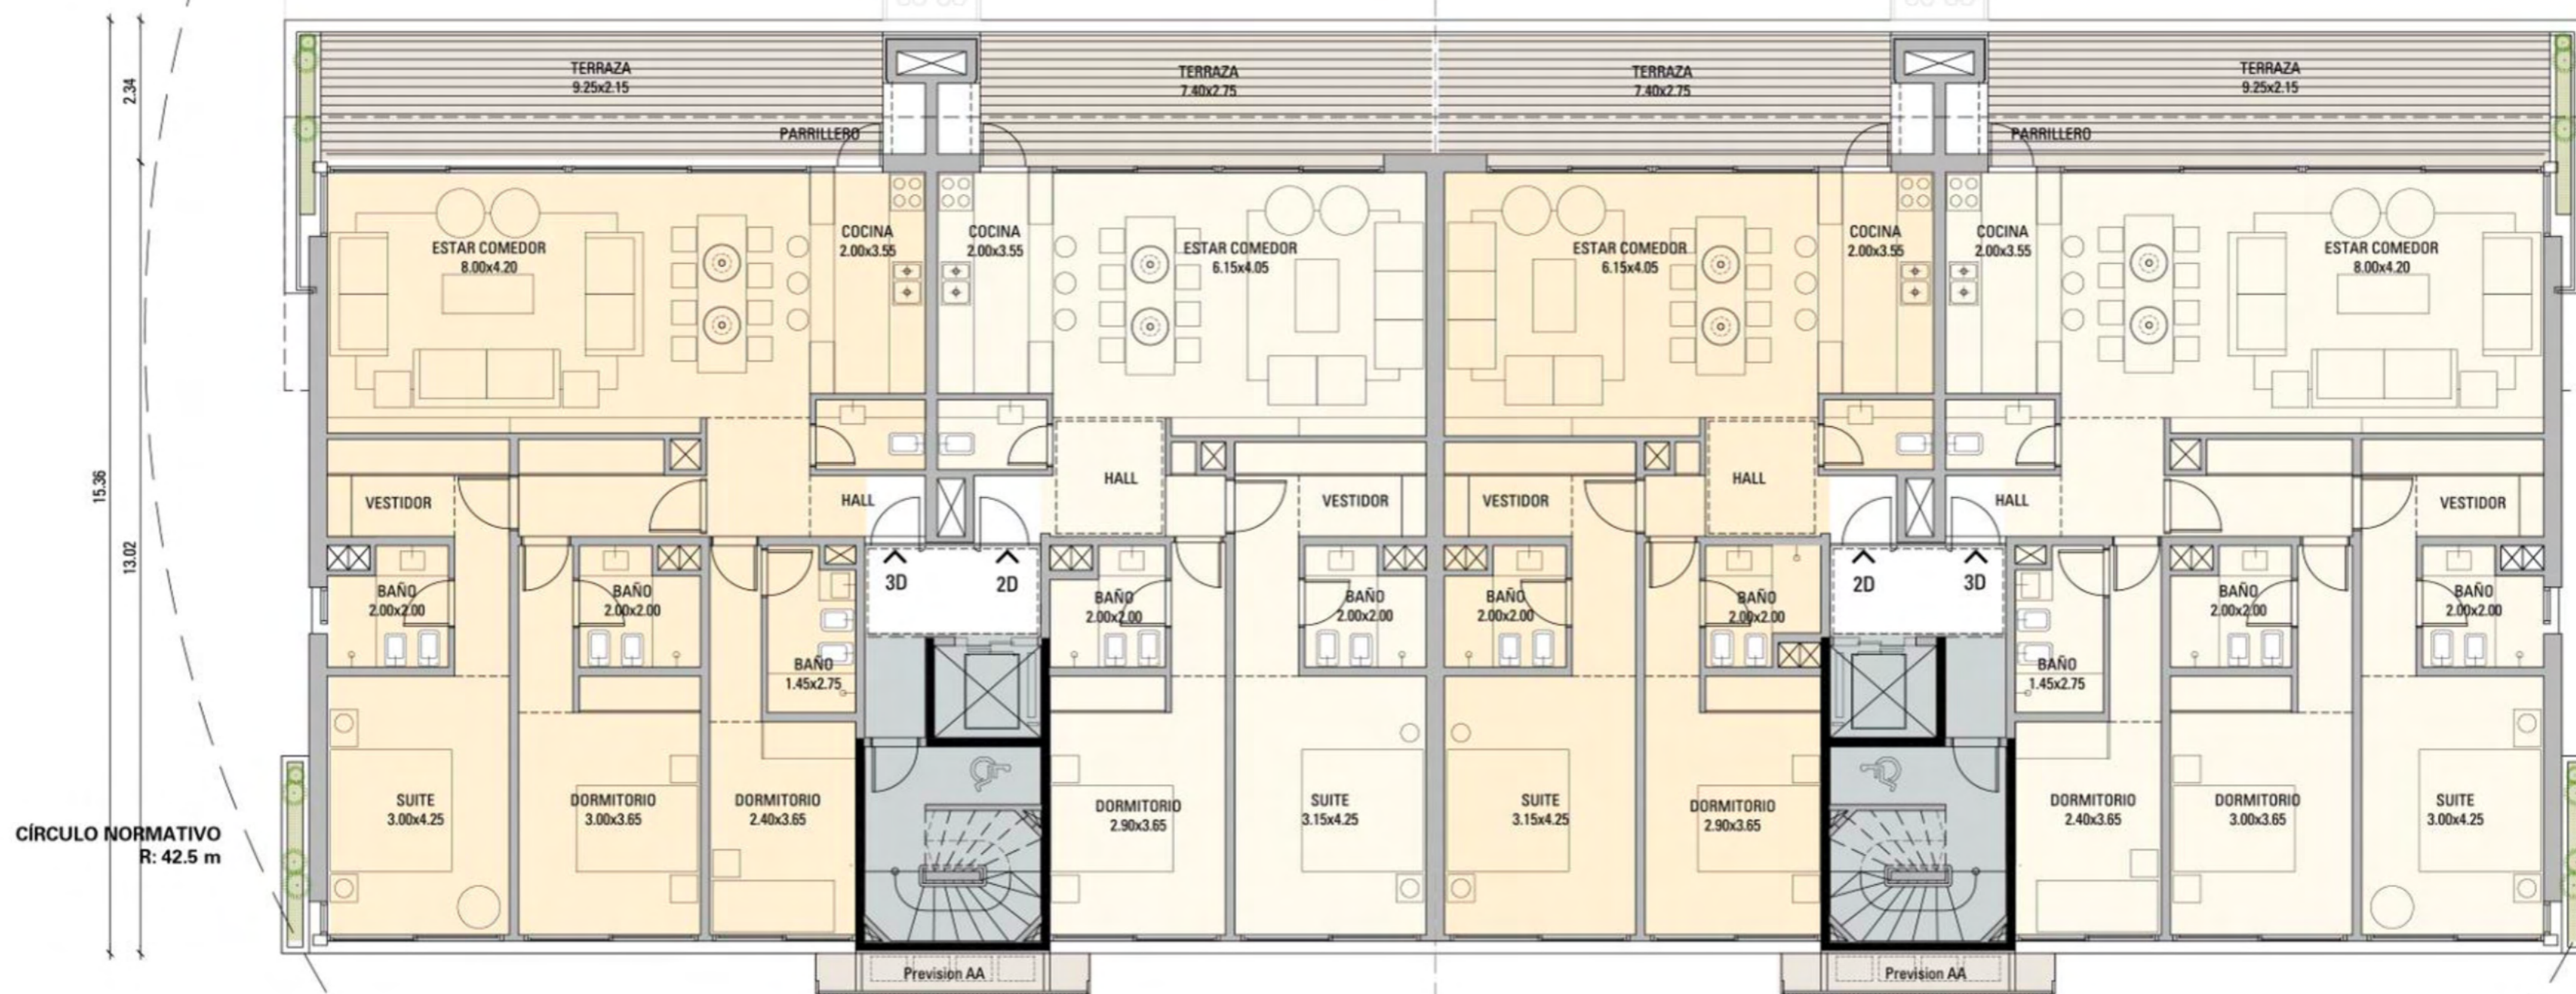 TERRAZA
9.25x2.15
TERRAZA
7.40x2.75
TERRAZA
7.40x2.75
TERRAZA
9.25x2.15
2.34
PARRILLERO
PARRILLERO
ESTAR COMEDOR
8.00x4.20
COCINA
2.00x3.55
COCINA
2.00x3.55
ESTAR COMEDOR
6.15x4.05
ESTAR COMEDOR
6.15x4.05
COCINA
2.00x3.55
COCINA
2.00x3.55
ESTAR COMEDOR
8.00x4.20
15.36
13.02
VESTIDOR
HALL
HALL
VESTIDOR
VESTIDOR
HALL
HALL
VESTIDOR
3D
2D
2D
3D
BAÑO
2.00x2.00
BAÑO
2.00x2.00
BAÑO
1.45x2.75
BAÑO
2.00x2.00
BAÑO
2.00x2.00
BAÑO
2.00x2.00
BAÑO
2.00x2.00
BAÑO
1.45x2.75
BAÑO
2.00x2.00
BAÑO
2.00x2.00
SUITE
3.00x4.25
DORMITORIO
3.00x3.65
DORMITORIO
2.40x3.65
DORMITORIO
2.90x3.65
SUITE
3.15x4.25
SUITE
3.15x4.25
DORMITORIO
2.90x3.65
DORMITORIO
2.40x3.65
DORMITORIO
3.00x3.65
SUITE
3.00x4.25
CÍRCULO NORMATIVO
R: 42.5 m
Prevision AA
Prevision AA